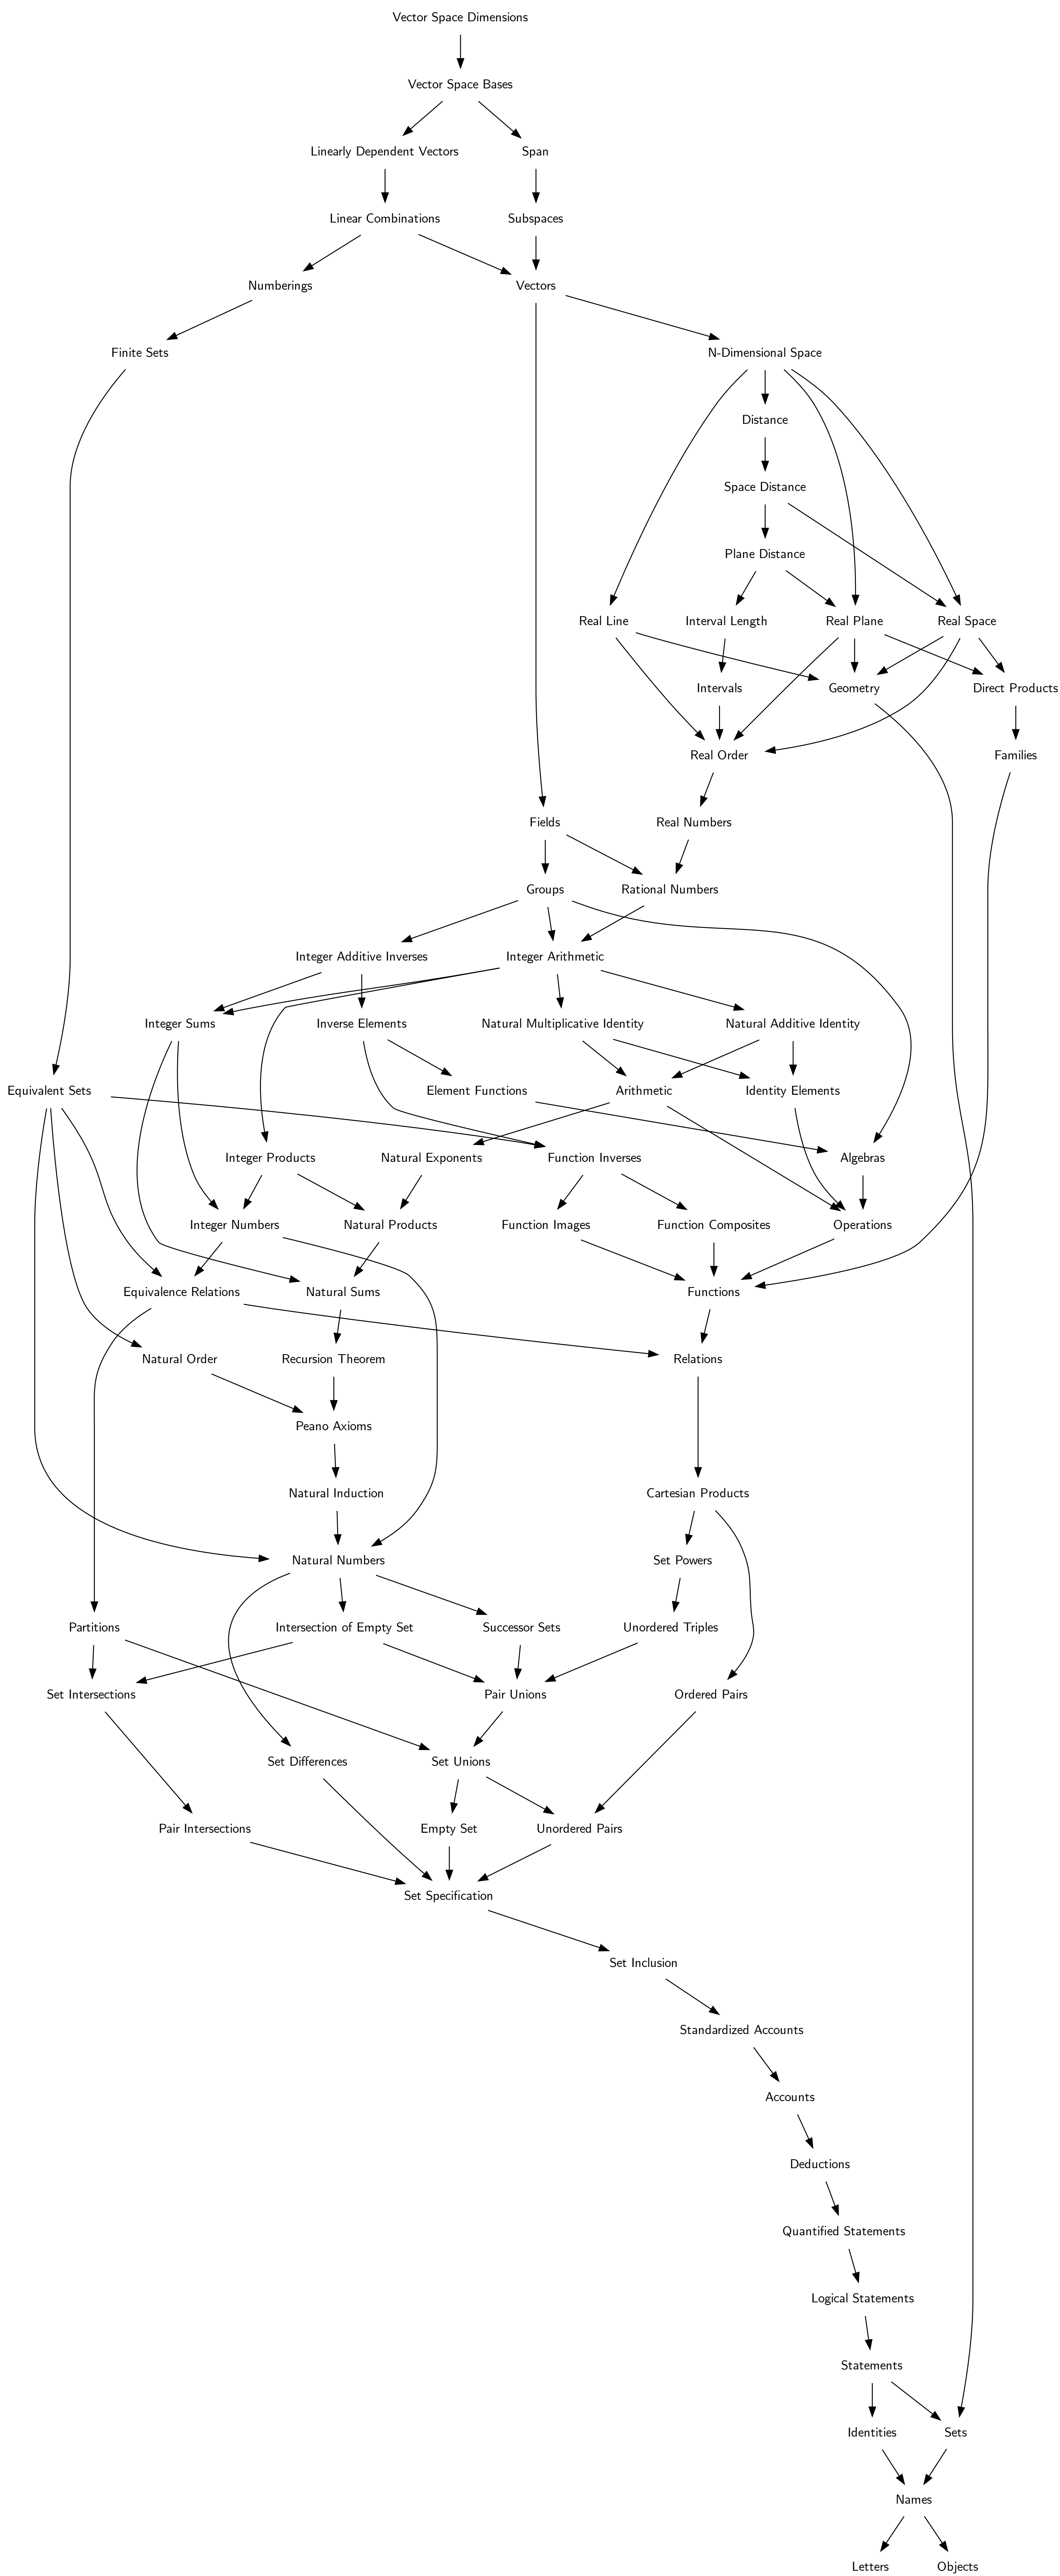 Vector Space Dimensions
Vector Space Bases
Linearly Dependent Vectors
Span
Linear Combinations
Subspaces
Numberings
Vectors
Finite Sets
N-Dimensional Space
Distance
Space Distance
Plane Distance
Real Line
Interval Length
Real Plane
Real Space
Intervals
Geometry
Direct Products
Real Order
Families
Fields
Real Numbers
Groups
Rational Numbers
Integer Additive Inverses
Integer Arithmetic
Integer Sums
Inverse Elements
Natural Multiplicative Identity
Natural Additive Identity
Equivalent Sets
Element Functions
Arithmetic
Identity Elements
Integer Products
Natural Exponents
Function Inverses
Algebras
Integer Numbers
Natural Products
Function Images
Function Composites
Operations
Equivalence Relations
Natural Sums
Functions
Natural Order
Recursion Theorem
Relations
Peano Axioms
Natural Induction
Cartesian Products
Natural Numbers
Set Powers
Partitions
Intersection of Empty Set
Successor Sets
Unordered Triples
Set Intersections
Pair Unions
Ordered Pairs
Set Differences
Set Unions
Pair Intersections
Empty Set
Unordered Pairs
Set Specification
Set Inclusion
Standardized Accounts
Accounts
Deductions
Quantified Statements
Logical Statements
Statements
Identities
Sets
Names
Letters
Objects